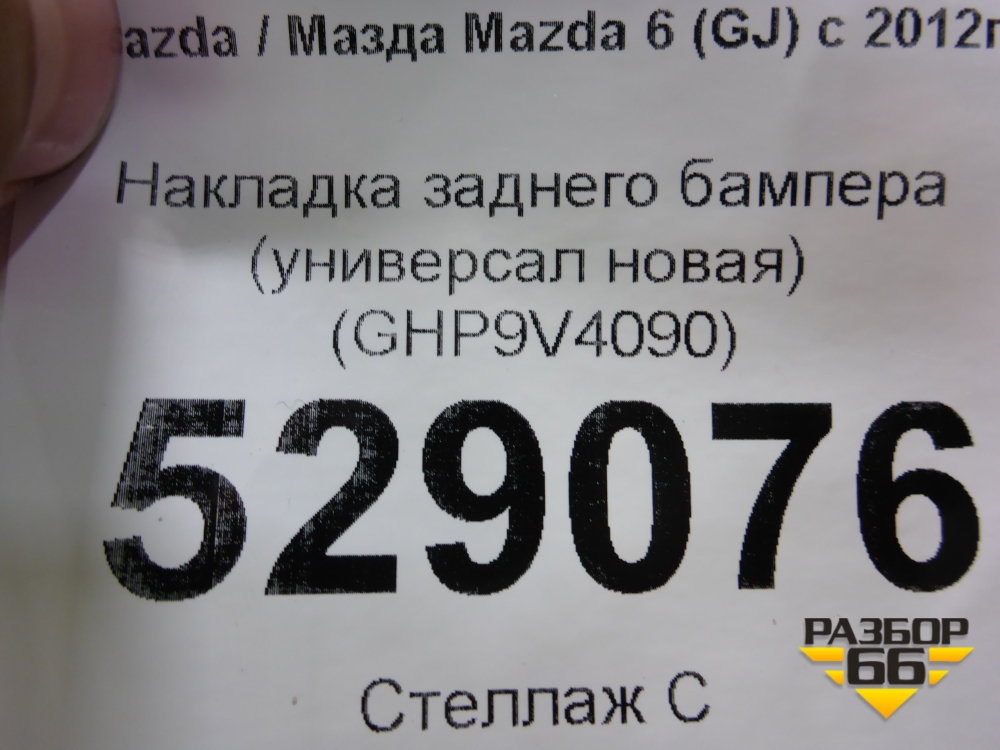 azda / Мазда Mazda 6 (GJ) с 2012г
Накладка заднего бампера
(универсал новая)
(GHP9V4090)
529076
РАЗБОР
66
Стеллаж С